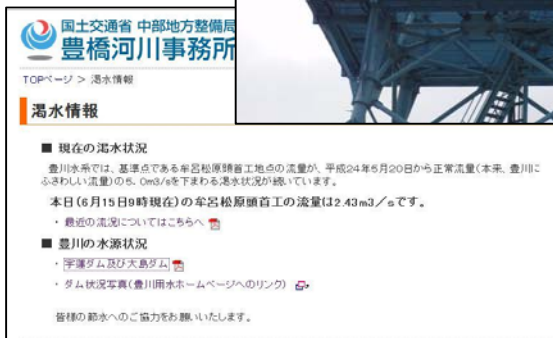 国土交通省 中部地方整備局
豊橋河川事務所
TOPページ > 渇水情報
渇水情報
■ 現在の渇水状況
豊川水系では、基準点である牟呂松原頭首工地点の流量が、平成24年5月20日から正常流量(本来、豊川に
ふさわしい流量)の5.0m3/sを下まわる渇水状況が続いています。
本日(6月15日9時現在)の牟呂松原頭首工の流量は2.43m3/sです。
・ 最近の流況についてはこちらへ
■ 豊川の水源状況
・ 宇連ダム及び大島ダム
・ ダム状況写真(豊川用水ホームページへのリンク)
皆様の節水へのご協力をお願いいたします。